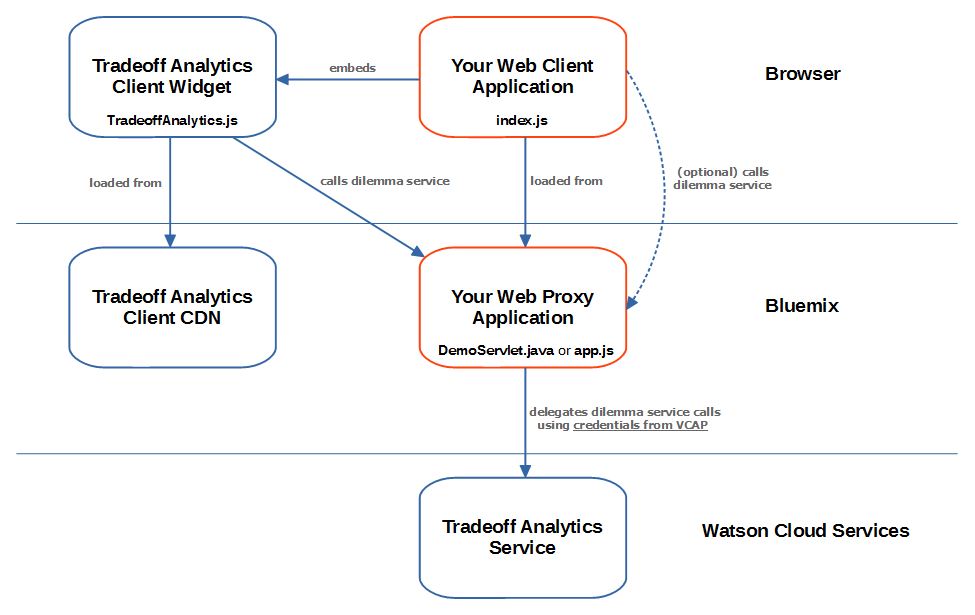 Tradeoff Analytics
Client Widget
TradeoffAnalytics.js
embeds
Your Web Client
Application
index.js
Browser
loaded from
calls dilemma service
loaded from
(optional) calls
dilemma service
Tradeoff Analytics
Client CDN
Your Web Proxy
Application
DemoServlet.java or app.js
Bluemix
delegates dilemma service calls
using credentials from VCAP
Tradeoff Analytics
Service
Watson Cloud Services